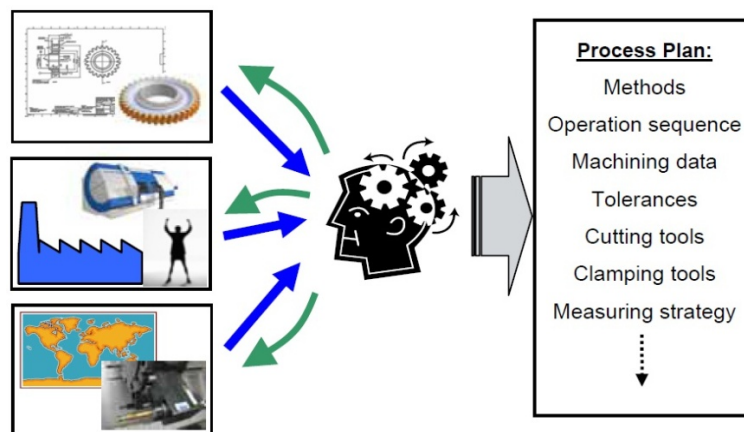 Process Plan:
Methods
Operation sequence
Machining data
Tolerances
Cutting tools
Clamping tools
Measuring strategy